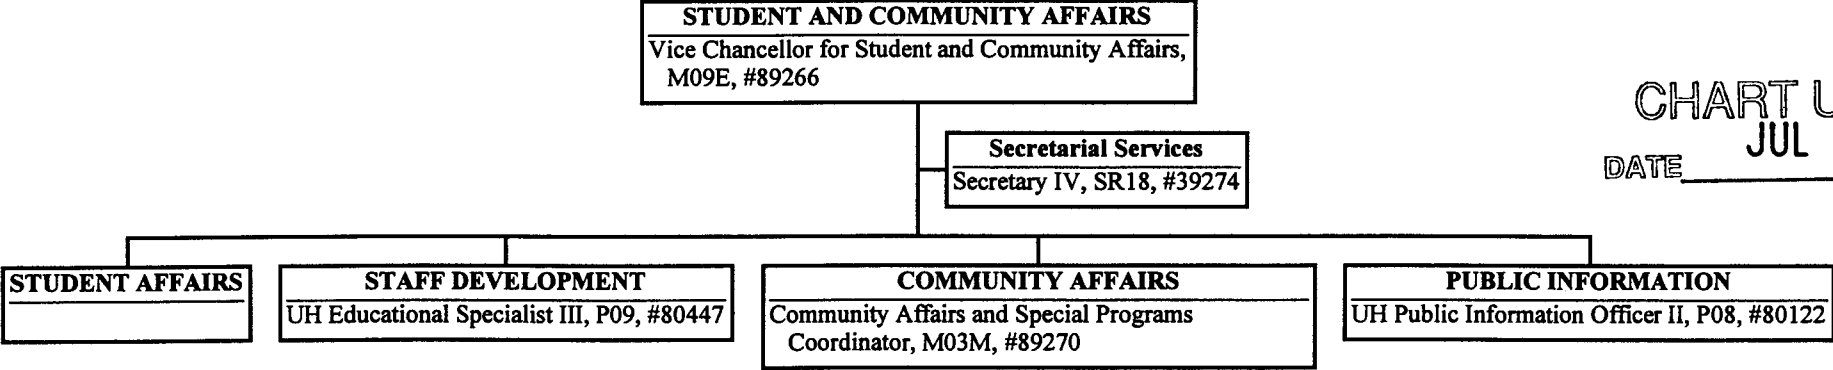 STUDENT AND COMMUNITY AFFAIRS
Vice Chancellor for Student and Community Affairs,
M09E, #89266
CHART
JUL
DATE
Secretarial Services
Secretary IV, SR18, #39274
STUDENT AFFAIRS
STAFF DEVELOPMENT
UH Educational Specialist III, P09, #80447
COMMUNITY AFFAIRS
Community Affairs and Special Programs
Coordinator, M03M, #89270
PUBLIC INFORMATION
UH Public Information Officer II, P08, #80122